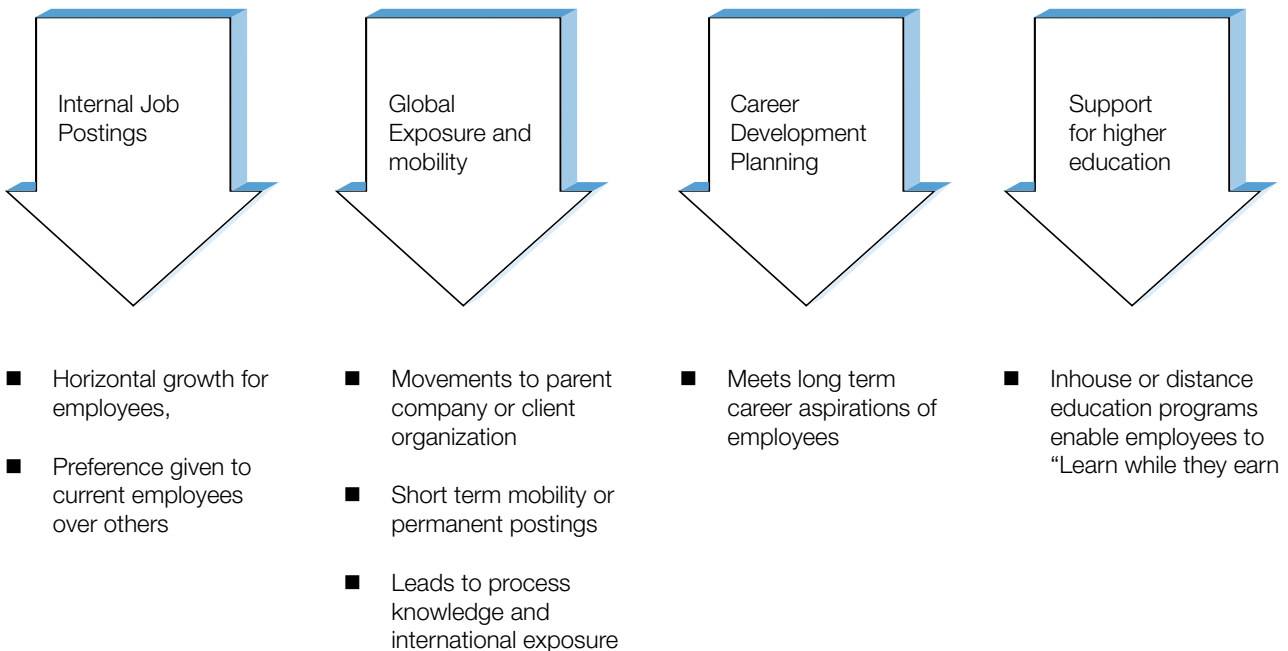 Internal Job
Postings
Global
Exposure and
mobility
Career
Development
Planning
Support
for higher
education
■ Horizontal growth for
employees,
■ Preference given to
current employees
over others
■ Movements to parent
company or client
organization
■ Short term mobility or
permanent postings
■ Leads to process
knowledge and
international exposure
■ Meets long term
career aspirations of
employees
■ Inhouse or distance
education programs
enable employees to
“Learn while they earn